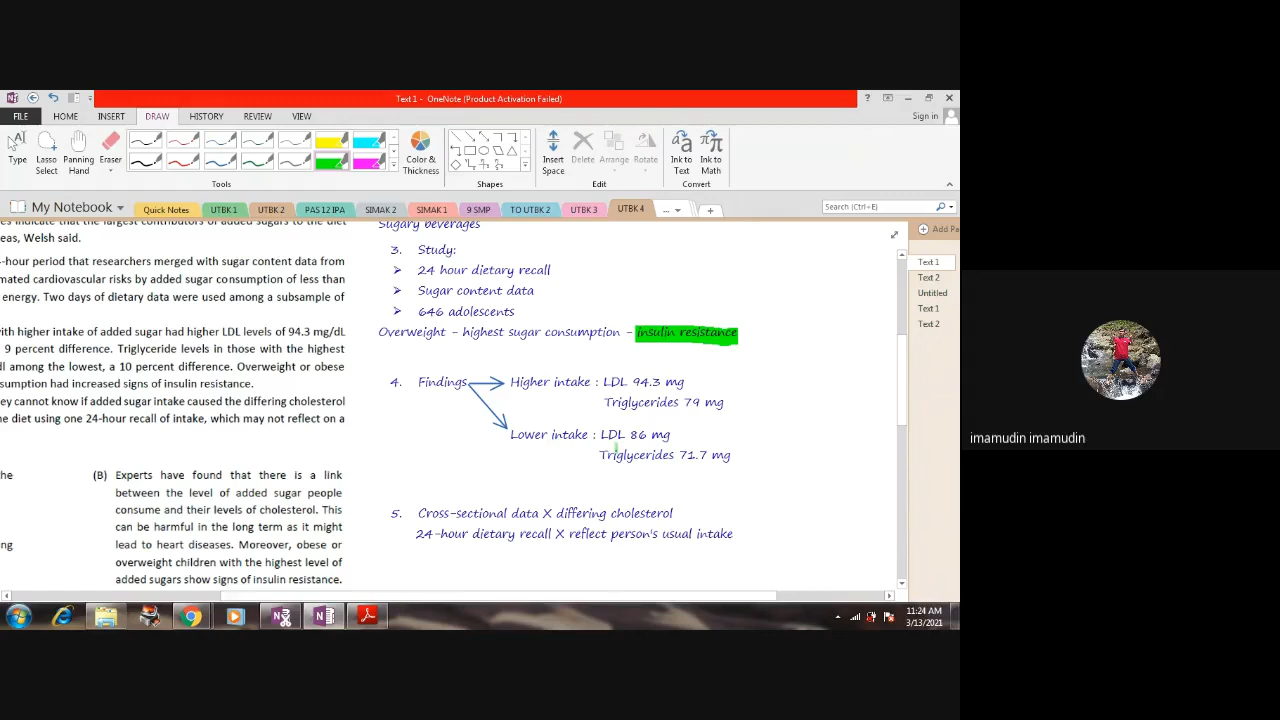 Text 1 - OneNote (Product Activation Failed)
FILE HOME INSERT DRAW HISTORY REVIEW VIEW
Sign in
Type
Lasso Select
Panning Hand
Eraser
Color & Thickness
Insert Space
Delete
Arrange
Rotate
Ink to Text
Ink to Math
Tools
Shapes
Edit
Convert
My Notebook
Quick Notes
UTBK 1
UTBK 2
PAS 12 IPA
SIMAK 2
SIMAK 1
9 SMP
TO UTBK 2
UTBK 3
UTBK 4
...
Search (Ctrl+E)
Add Pa
Text 1
Text 2
Untitled
Text 1
Text 2
es indicate that the largest contributors of added sugars to the diet
eas, Welsh said.
4-hour period that researchers merged with sugar content data from
mated cardiovascular risks by added sugar consumption of less than
energy. Two days of dietary data were used among a subsample of
with higher intake of added sugar had higher LDL levels of 94.3 mg/dL
9 percent difference. Triglyceride levels in those with the highest
dl among the lowest, a 10 percent difference. Overweight or obese
sumption had increased signs of insulin resistance.
ey cannot know if added sugar intake caused the differing cholesterol
e diet using one 24-hour recall of intake, which may not reflect on a
the
ng
(B) Experts have found that there is a link
between the level of added sugar people
consume and their levels of cholesterol. This
can be harmful in the long term as it might
lead to heart diseases. Moreover, obese or
overweight children with the highest level of
added sugars show signs of insulin resistance.
Sugary beverages
3. Study:
➢ 24 hour dietary recall
➢ Sugar content data
➢ 646 adolescents
Overweight - highest sugar consumption - insulin resistance
4. Findings
Higher intake : LDL 94.3 mg
Triglycerides 79 mg
Lower intake : LDL 86 mg
Triglycerides 71.7 mg
5. Cross-sectional data X differing cholesterol
24-hour dietary recall X reflect person's usual intake
11:24 AM
3/13/2021
imamudin imamudin